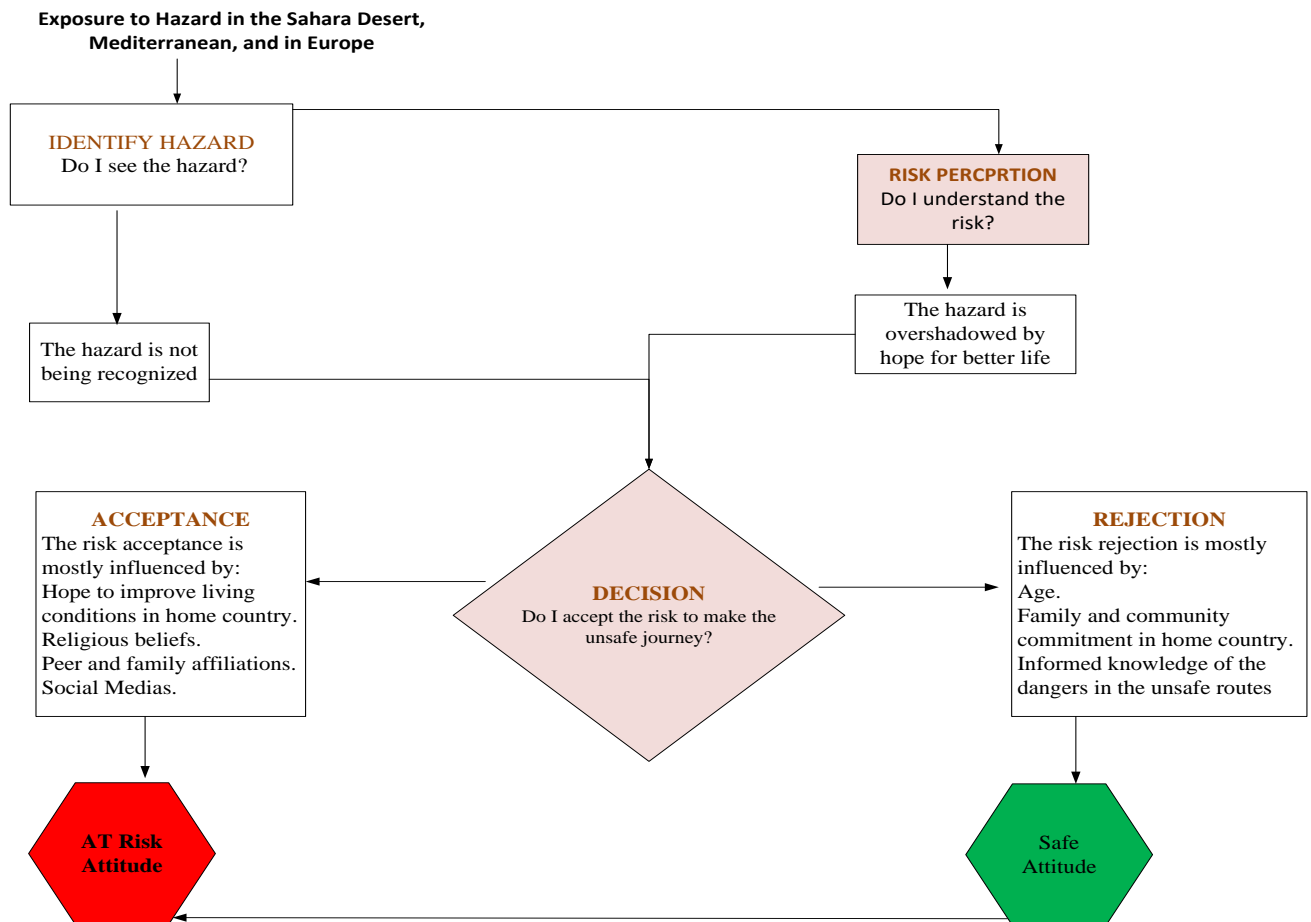 Exposure to Hazard in the Sahara Desert,
Mediterranean, and in Europe
IDENTIFY HAZARD
Do I see the hazard?
RISK PERCPRTION
Do I understand the
risk?
The hazard is not
being recognized
The hazard is
overshadowed by
hope for better life
ACCEPTANCE
The risk acceptance is
mostly influenced by:
Hope to improve living
conditions in home country.
Religious beliefs.
Peer and family affiliations.
Social Medias.
DECISION
Do I accept the risk to make the
unsafe journey?
REJECTION
The risk rejection is mostly
influenced by:
Age.
Family and community
commitment in home country.
Informed knowledge of the
dangers in the unsafe routes
AT Risk
Attitude
Safe
Attitude